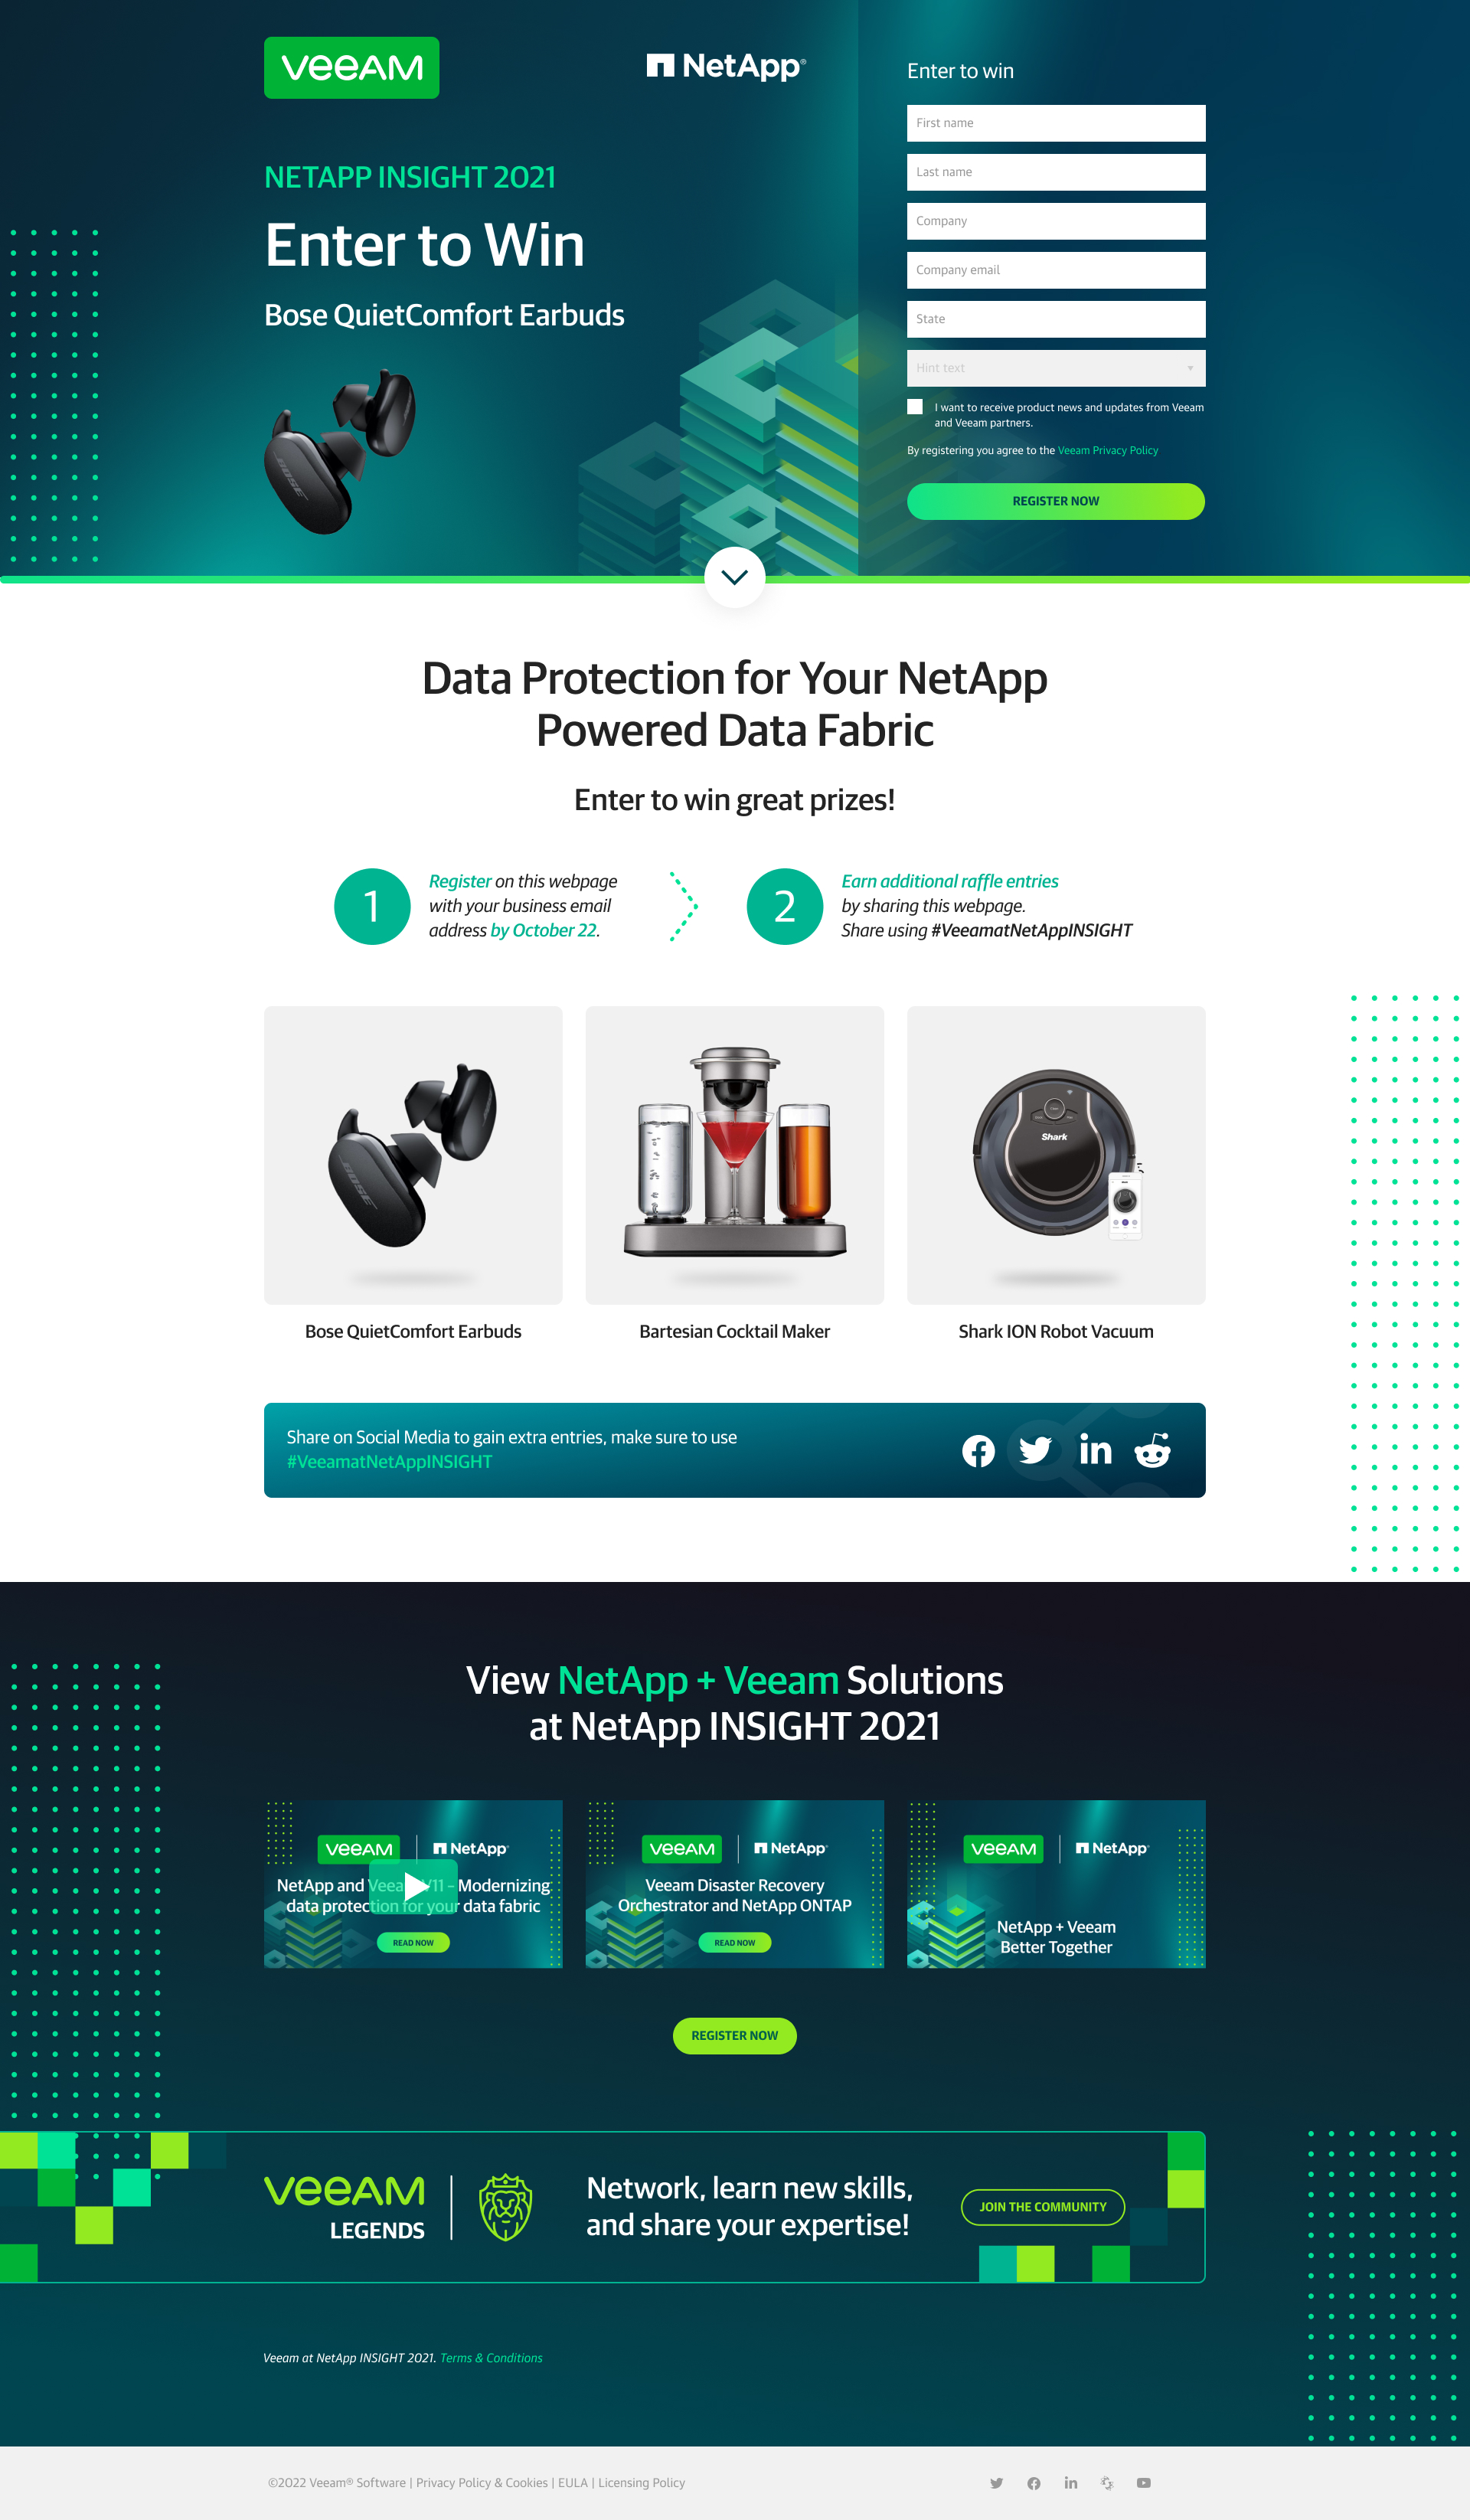 veeAM
NetApp®
NETAPP INSIGHT 2021
Enter to Win
Bose QuietComfort Earbuds
BOSE
Enter to win
First name
Last name
Company
Company email
State
Hint text
I want to receive product news and updates from Veeam
and Veeam partners.
By registering you agree to the Veeam Privacy Policy
REGISTER NOW
Data Protection for Your NetApp
Powered Data Fabric
Enter to win great prizes!
1
Register on this webpage
with your business email
address by October 22.
2
Earn additional raffle entries
by sharing this webpage.
Share using #VeeamatNetAppINSIGHT
BOSE
Shark
Bose QuietComfort Earbuds
Bartesian Cocktail Maker
Shark ION Robot Vacuum
Share on Social Media to gain extra entries, make sure to use
#VeeamatNetAppINSIGHT
in
View NetApp + Veeam Solutions
at NetApp INSIGHT 2021
veeAM
NetApp
NetApp and Veeam V11 – Modernizing
data protection for your data fabric
READ NOW
veeAM
NetApp
Veeam Disaster Recovery
Orchestrator and NetApp ONTAP
READ NOW
veeAM
NetApp
NetApp + Veeam
Better Together
REGISTER NOW
veeAM
LEGENDS
Network, learn new skills,
and share your expertise!
JOIN THE COMMUNITY
Veeam at NetApp INSIGHT 2021. Terms & Conditions
©2022 Veeam® Software | Privacy Policy & Cookies | EULA | Licensing Policy
in